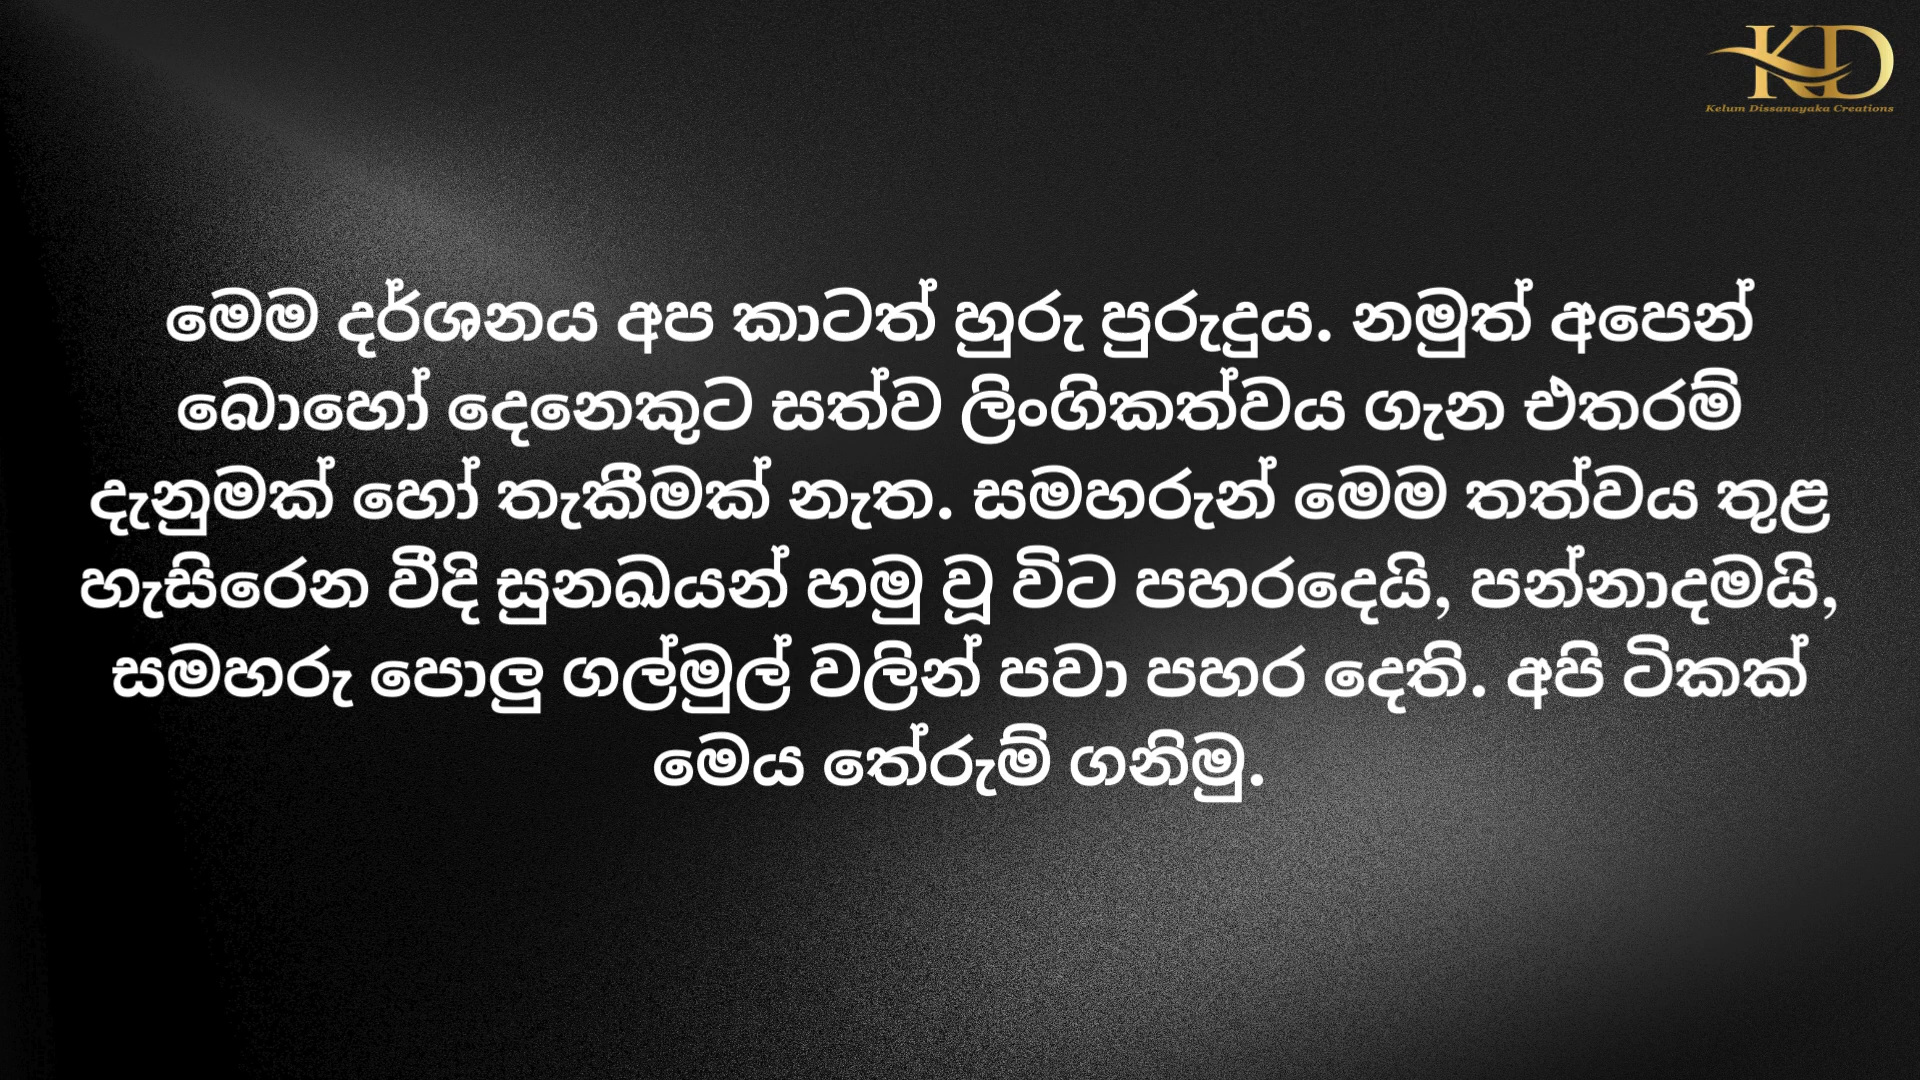 KD
Kelum Dissanayaka Creations
මෙම දර්ශනය අප කාටත් හුරු පුරුදුය. නමුත් අපෙන්
බොහෝ දෙනෙකුට සත්ව ලිංගිකත්වය ගැන එතරම්
දැනුමක් හෝ තැකීමක් නැත. සමහරුන් මෙම තත්වය තුළ
හැසිරෙන වීදි සුනඛයන් හමු වූ විට පහරදෙයි, පන්නාදමයි,
සමහරු පොලු ගල්මුල් වලින් පවා පහර දෙති. අපි ටිකක්
මෙය තේරුම් ගනිමු.